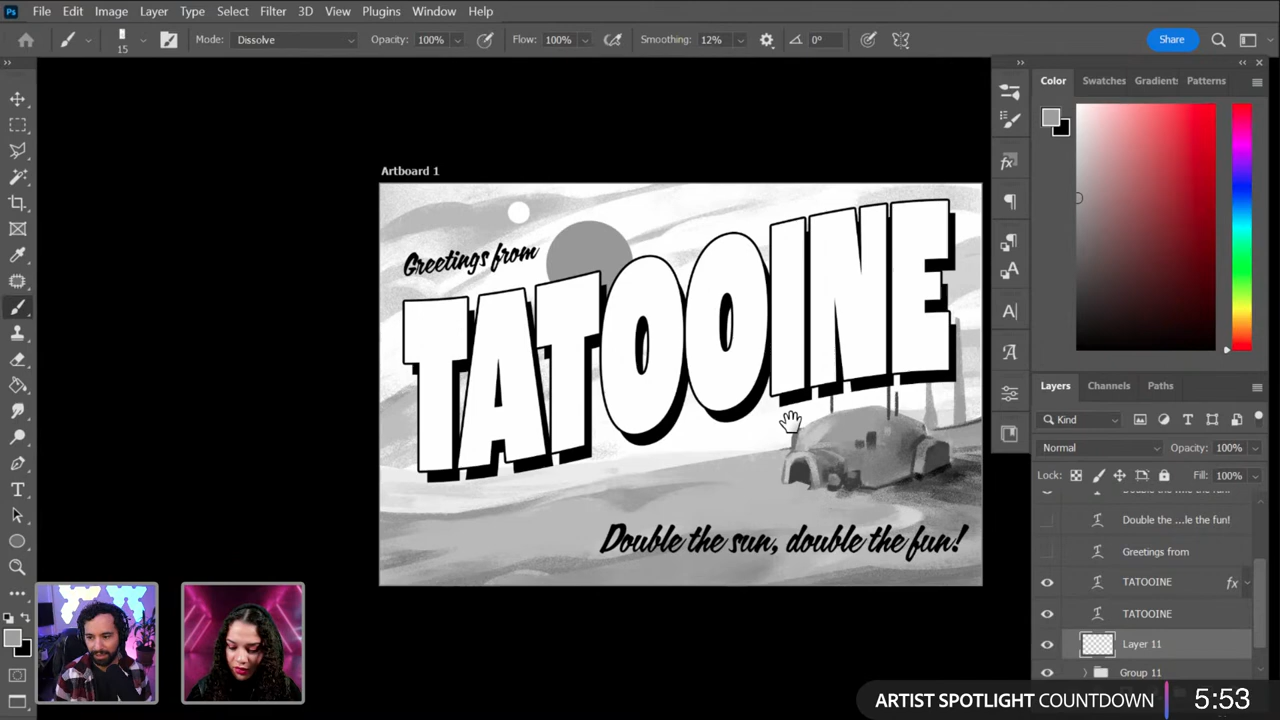 Ps File Edit Image Layer Type Select Filter 3D View Plugins Window Help
15 Mode: Dissolve Opacity: 100% Flow: 100% Smoothing: 12% 0° Share
Color Swatches Gradient: Patterns
Artboard 1
Greetings from
TATOOINE
Double the sun, double the fun!
Layers Channels Paths
Kind
Normal Opacity: 100%
Lock: Fill: 100%
Double the ...le the fun!
Greetings from
TATOOINE fx
TATOOINE
Layer 11
Group 11
ARTIST SPOTLIGHT COUNTDOWN 5:53